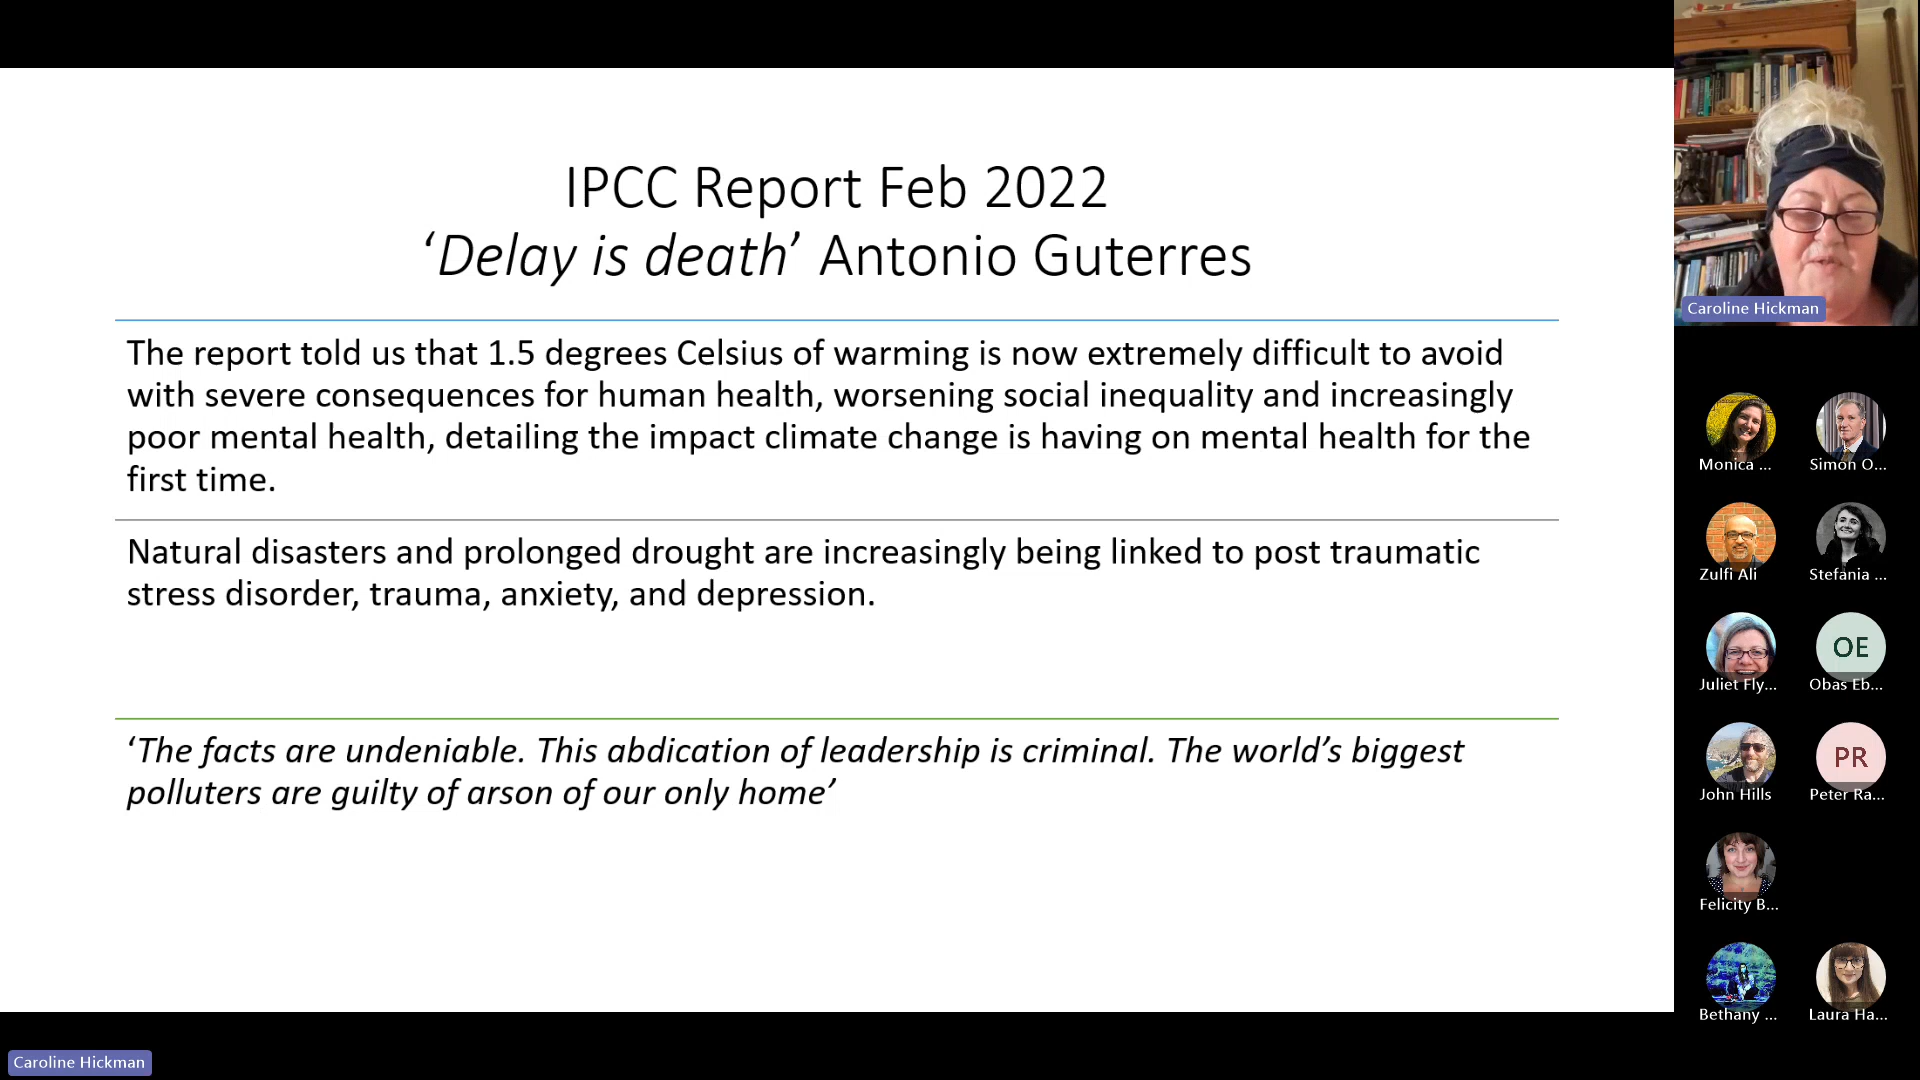 IPCC Report Feb 2022
‘Delay is death’ Antonio Guterres
The report told us that 1.5 degrees Celsius of warming is now extremely difficult to avoid
with severe consequences for human health, worsening social inequality and increasingly
poor mental health, detailing the impact climate change is having on mental health for the
first time.
Natural disasters and prolonged drought are increasingly being linked to post traumatic
stress disorder, trauma, anxiety, and depression.
‘The facts are undeniable. This abdication of leadership is criminal. The world’s biggest
polluters are guilty of arson of our only home’
Caroline Hickman
Monica ...
Simon O...
Zulfi Ali
Stefania ...
Juliet Fly...
OE
Obas Eb...
John Hills
PR
Peter Ra...
Felicity B...
Bethany ...
Laura Ha...
Caroline Hickman